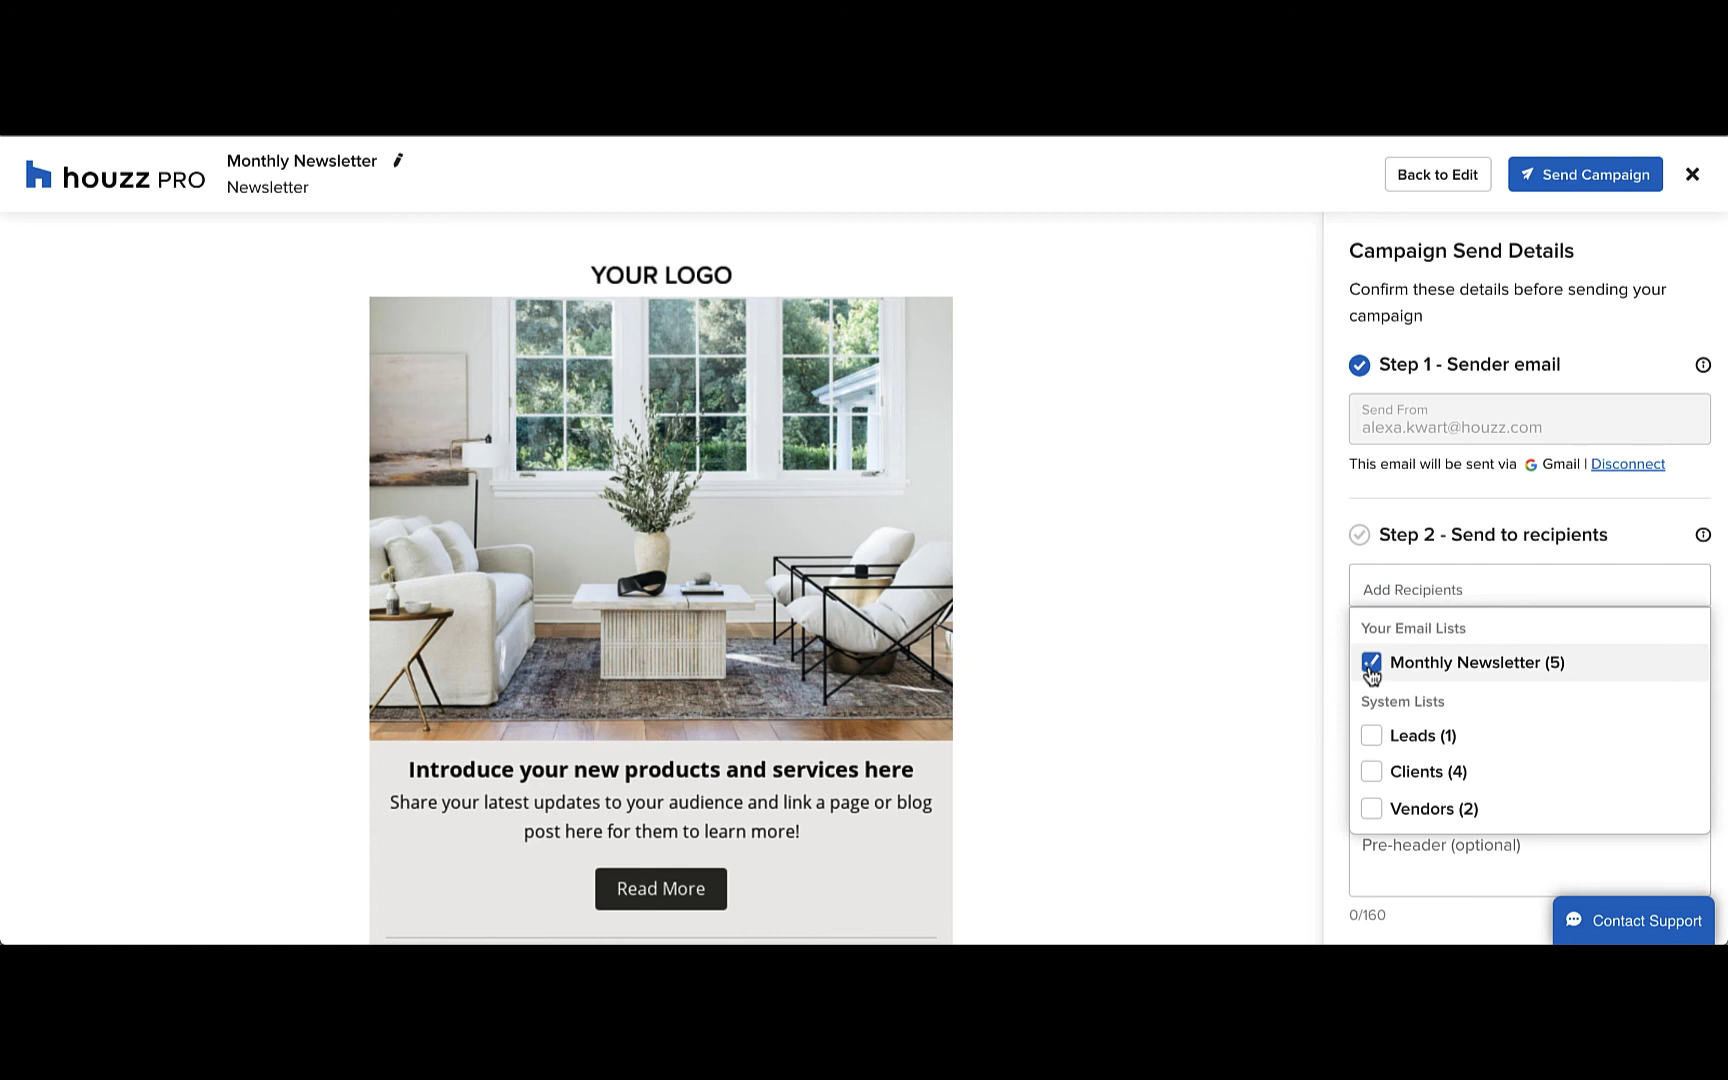 houzz PRO
Monthly Newsletter
Newsletter
Back to Edit
Send Campaign
YOUR LOGO
Introduce your new products and services here
Share your latest updates to your audience and link a page or blog
post here for them to learn more!
Read More
Campaign Send Details
Confirm these details before sending your
campaign
Step 1 - Sender email
Send From
alexa.kwart@houzz.com
This email will be sent via G Gmail | Disconnect
Step 2 - Send to recipients
Add Recipients
Your Email Lists
Monthly Newsletter (5)
System Lists
Leads (1)
Clients (4)
Vendors (2)
Pre-header (optional)
0/160
Contact Support